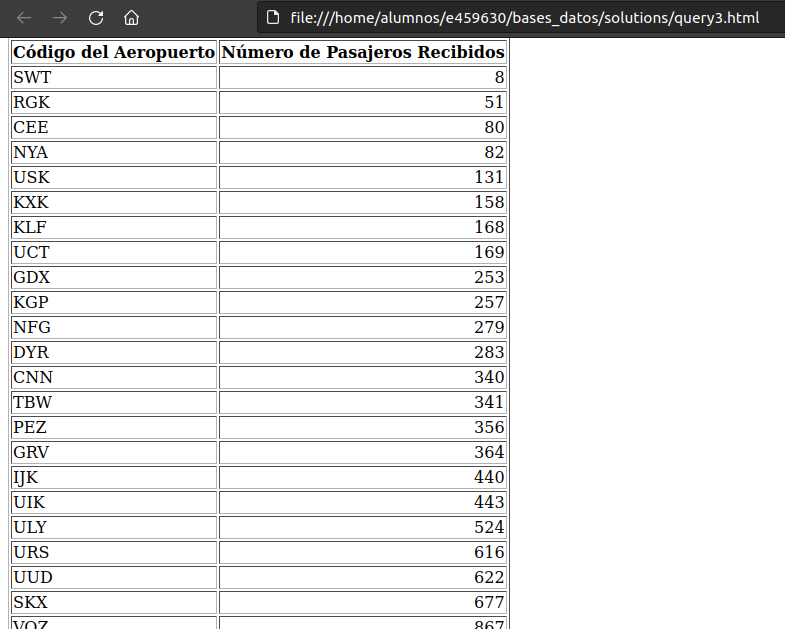 file:///home/alumnos/e459630/bases_datos/solutions/query3.html
Código del Aeropuerto Número de Pasajeros Recibidos
SWT 8
RGK 51
CEE 80
NYA 82
USK 131
KXK 158
KLF 168
UCT 169
GDX 253
KGP 257
NFG 279
DYR 283
CNN 340
TBW 341
PEZ 356
GRV 364
IJK 440
UIK 443
ULY 524
URS 616
UUD 622
SKX 677
VOZ 867